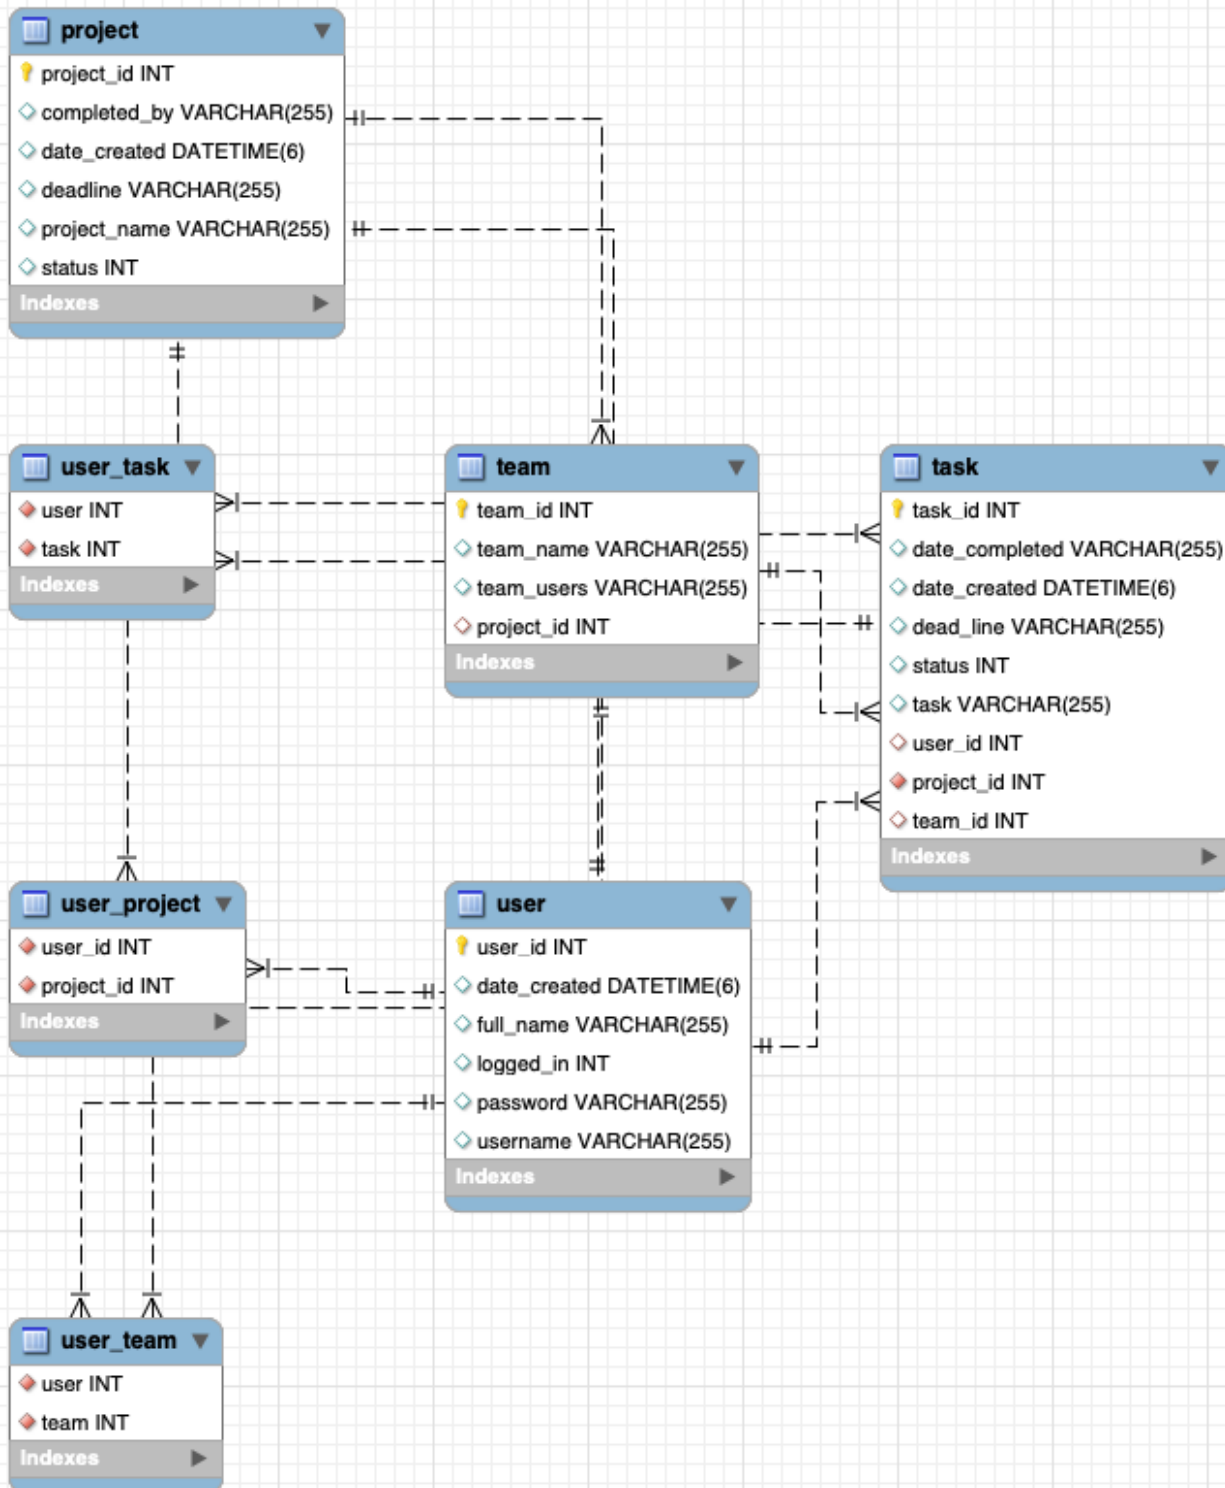 project
project_id INT
completed_by VARCHAR(255)
date_created DATETIME(6)
deadline VARCHAR(255)
project_name VARCHAR(255)
status INT
Indexes
user_task
user INT
task INT
Indexes
team
team_id INT
team_name VARCHAR(255)
team_users VARCHAR(255)
project_id INT
Indexes
task
task_id INT
date_completed VARCHAR(255)
date_created DATETIME(6)
dead_line VARCHAR(255)
status INT
task VARCHAR(255)
user_id INT
project_id INT
team_id INT
Indexes
user_project
user_id INT
project_id INT
Indexes
user
user_id INT
date_created DATETIME(6)
full_name VARCHAR(255)
logged_in INT
password VARCHAR(255)
username VARCHAR(255)
Indexes
user_team
user INT
team INT
Indexes